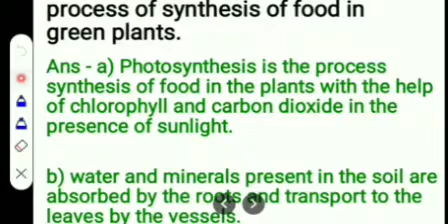 process of synthesis of food in
green plants.
Ans - a) Photosynthesis is the process
synthesis of food in the plants with the help
of chlorophyll and carbon dioxide in the
presence of sunlight.
b) water and minerals present in the soil are
absorbed by the roots and transport to the
leaves by the vessels.